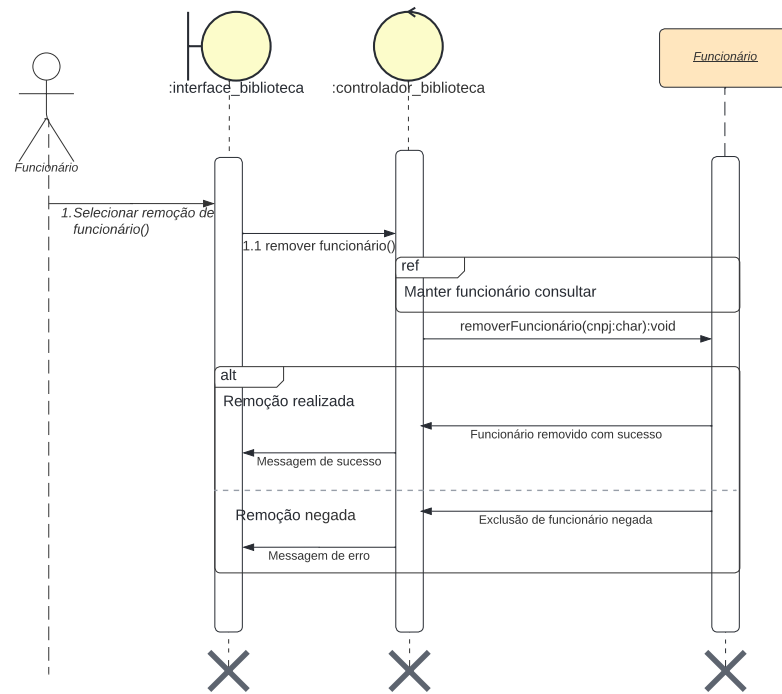 Funcionário
:interface_biblioteca
:controlador_biblioteca
Funcionário
1.Selecionar remoção de
funcionário()
1.1 remover funcionário()
ref
Manter funcionário consultar
removerFuncionário(cnpj:char):void
alt
Remoção realizada
Funcionário removido com sucesso
Messagem de sucesso
Remoção negada
Exclusão de funcionário negada
Messagem de erro